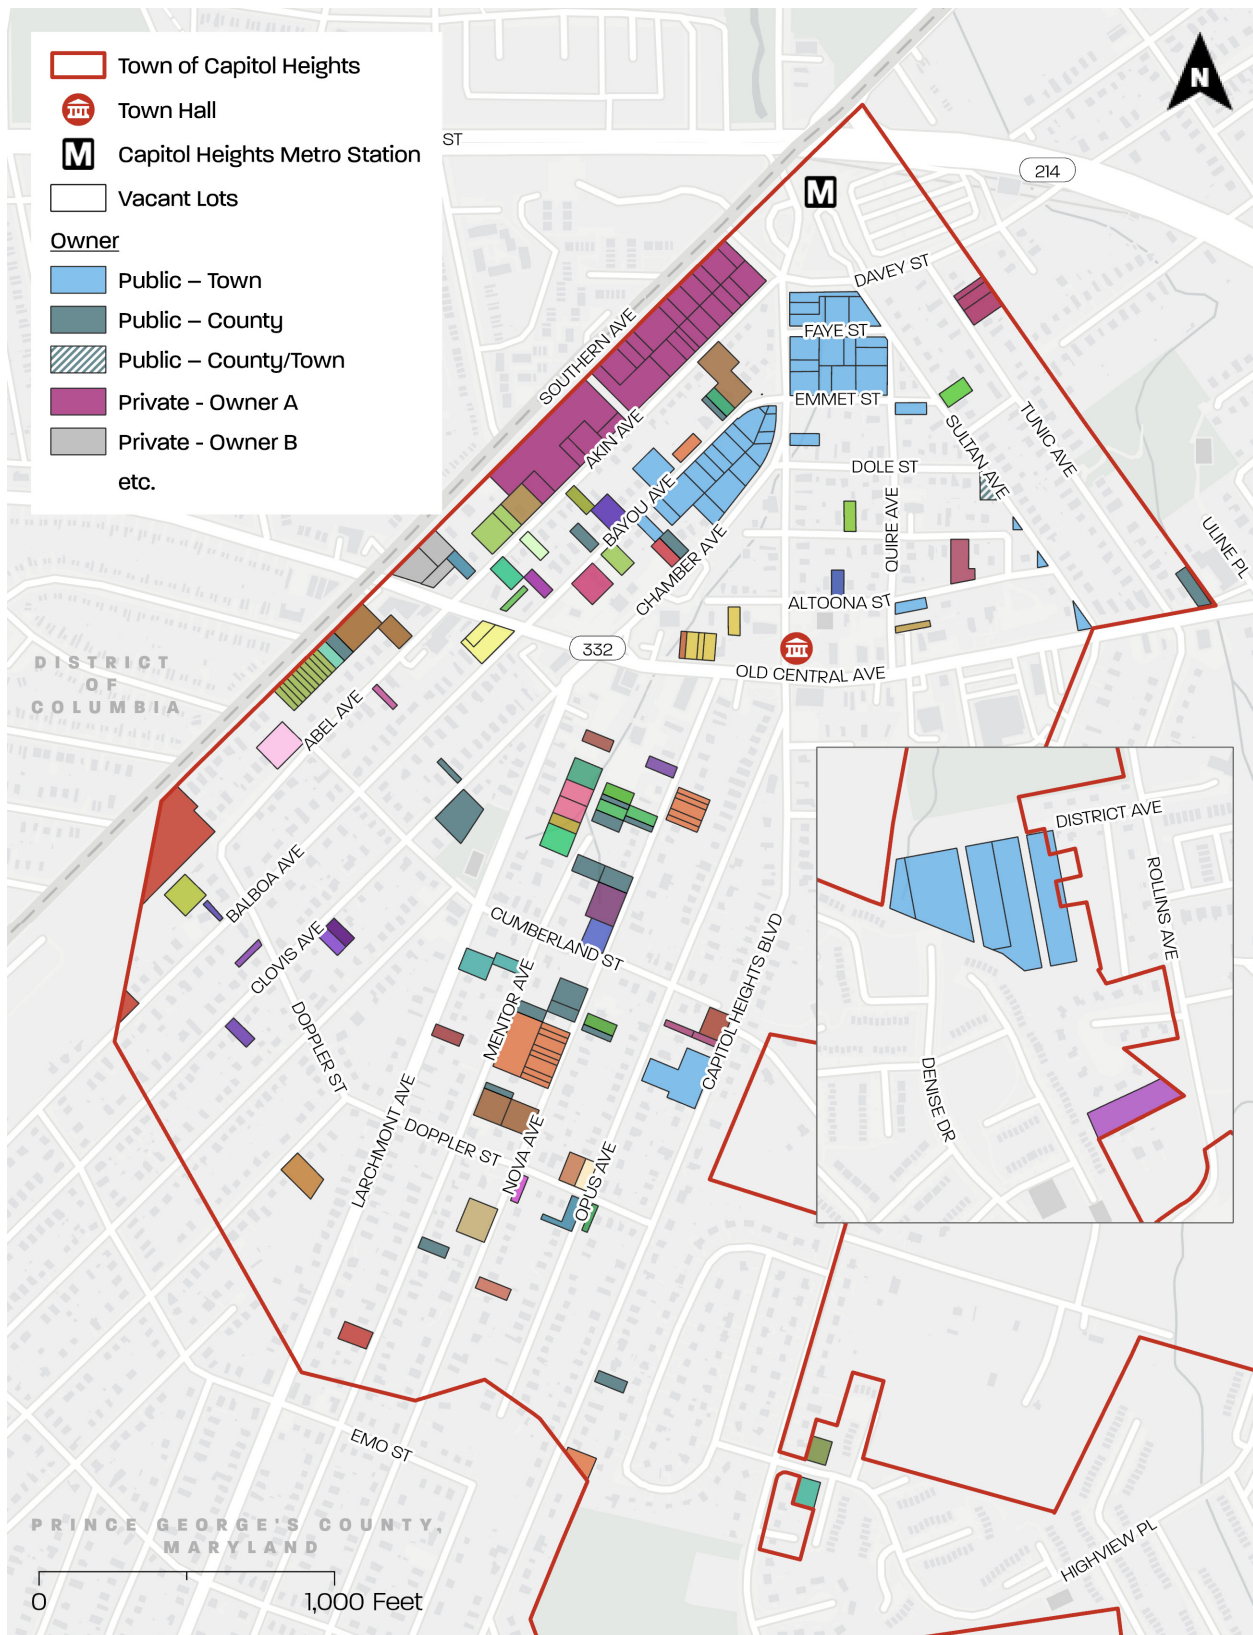 Town of Capitol Heights
Town Hall
M
Capitol Heights Metro Station
Vacant Lots
Owner
Public – Town
Public – County
Public – County/Town
Private - Owner A
Private - Owner B
etc.
N
ST
214
M
DAVEY ST
FAYE ST
SOUTHERN AVE
EMMET ST
AKIN AVE
TUNIC AVE
SULTAN AVE
DOLE ST
BAYOU AVE
QUIRE AVE
ULINE PL
CHAMBER AVE
ALTOONA ST
332
OLD CENTRAL AVE
DISTRICT
OF
COLUMBIA
ABEL AVE
DISTRICT AVE
BALBOA AVE
ROLLINS AVE
CUMBERLAND ST
CLOVIS AVE
CAPITOL HEIGHTS BLVD
MENTOR AVE
DOPPLER ST
DENISE DR
LARCHMONT AVE
DOPPLER ST
NOVA AVE
OPUS AVE
EMO ST
PRINCE GEORGE'S COUNTY,
MARYLAND
HIGHVIEW PL
0
1,000 Feet